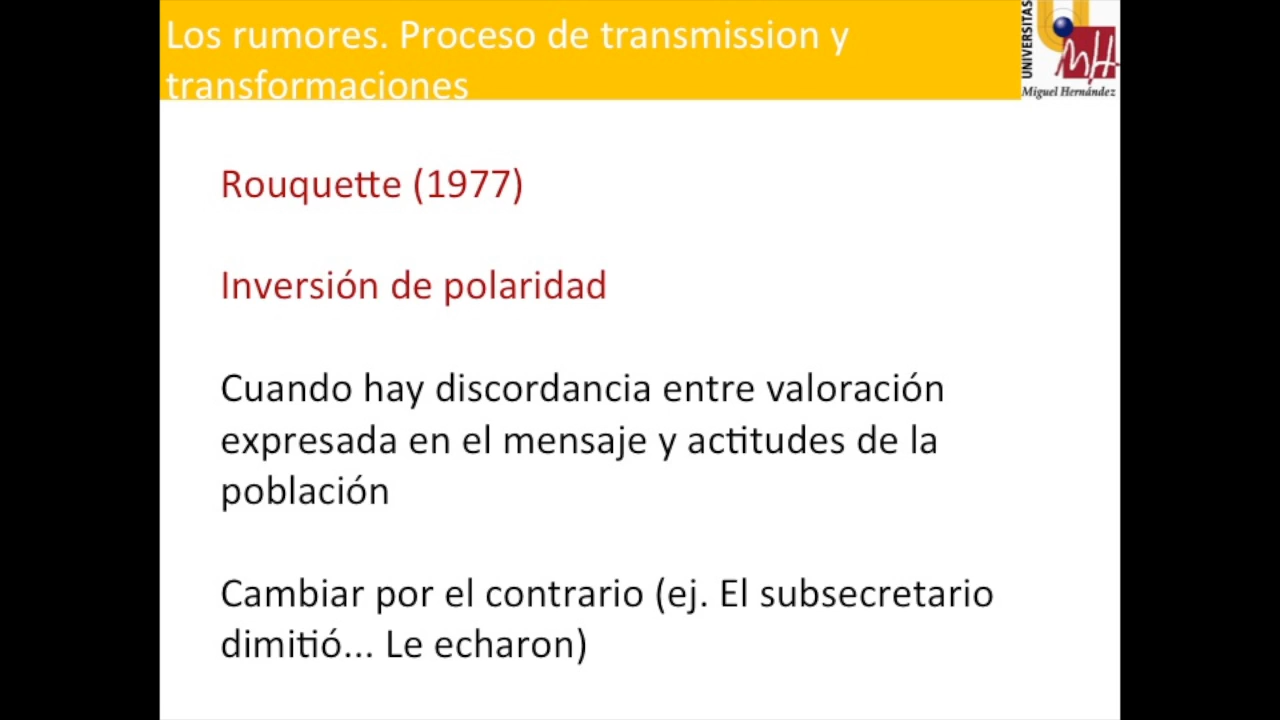 Los rumores. Proceso de transmission y
transformaciones
UNIVERSITAS
Miguel Hernández
Rouquette (1977)
Inversión de polaridad
Cuando hay discordancia entre valoración
expresada en el mensaje y actitudes de la
población
Cambiar por el contrario (ej. El subsecretario
dimitió... Le echaron)